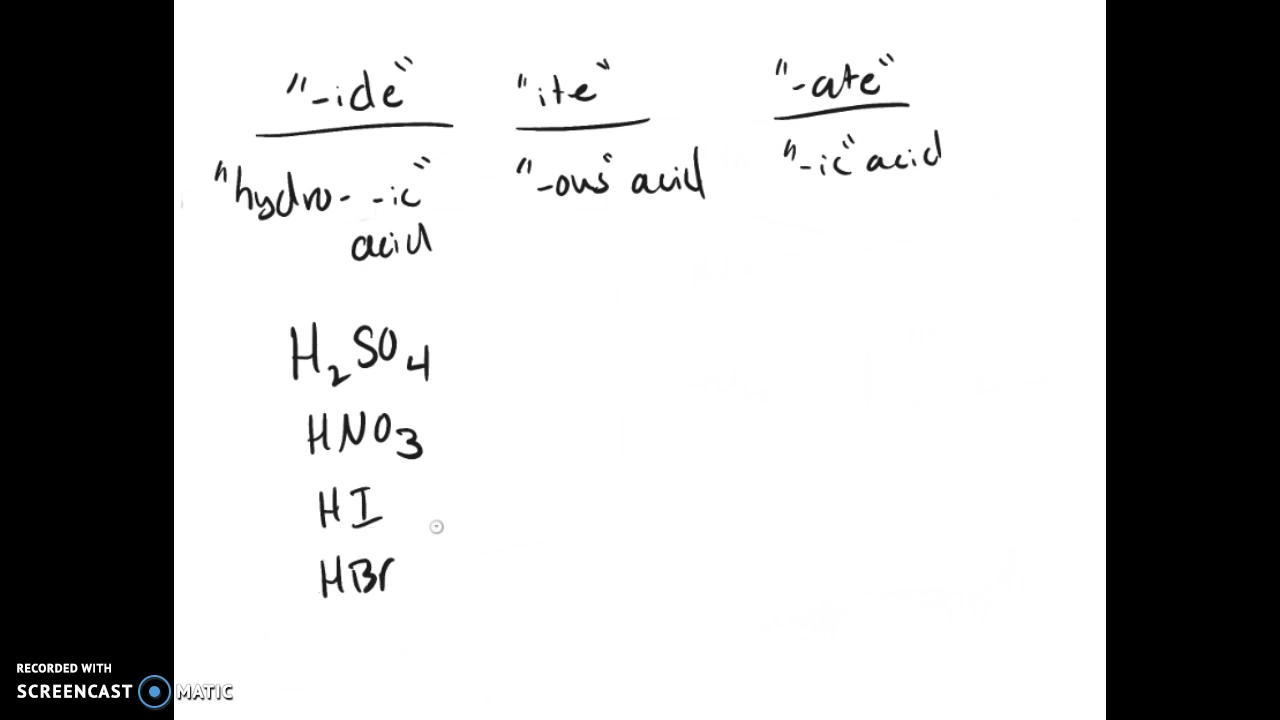 "-ide" "ite" "-ate"
"hydro- -ic" "-ous" acid "-ic" acid
acid
H₂SO₄
HNO₃
HI
HBr
RECORDED WITH
SCREENCAST MATIC